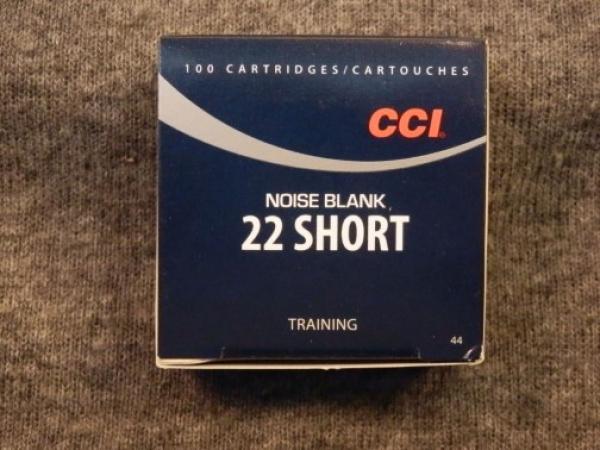 100 CARTRIDGES/CARTOUCHES
CCI
NOISE BLANK
22 SHORT
TRAINING
44